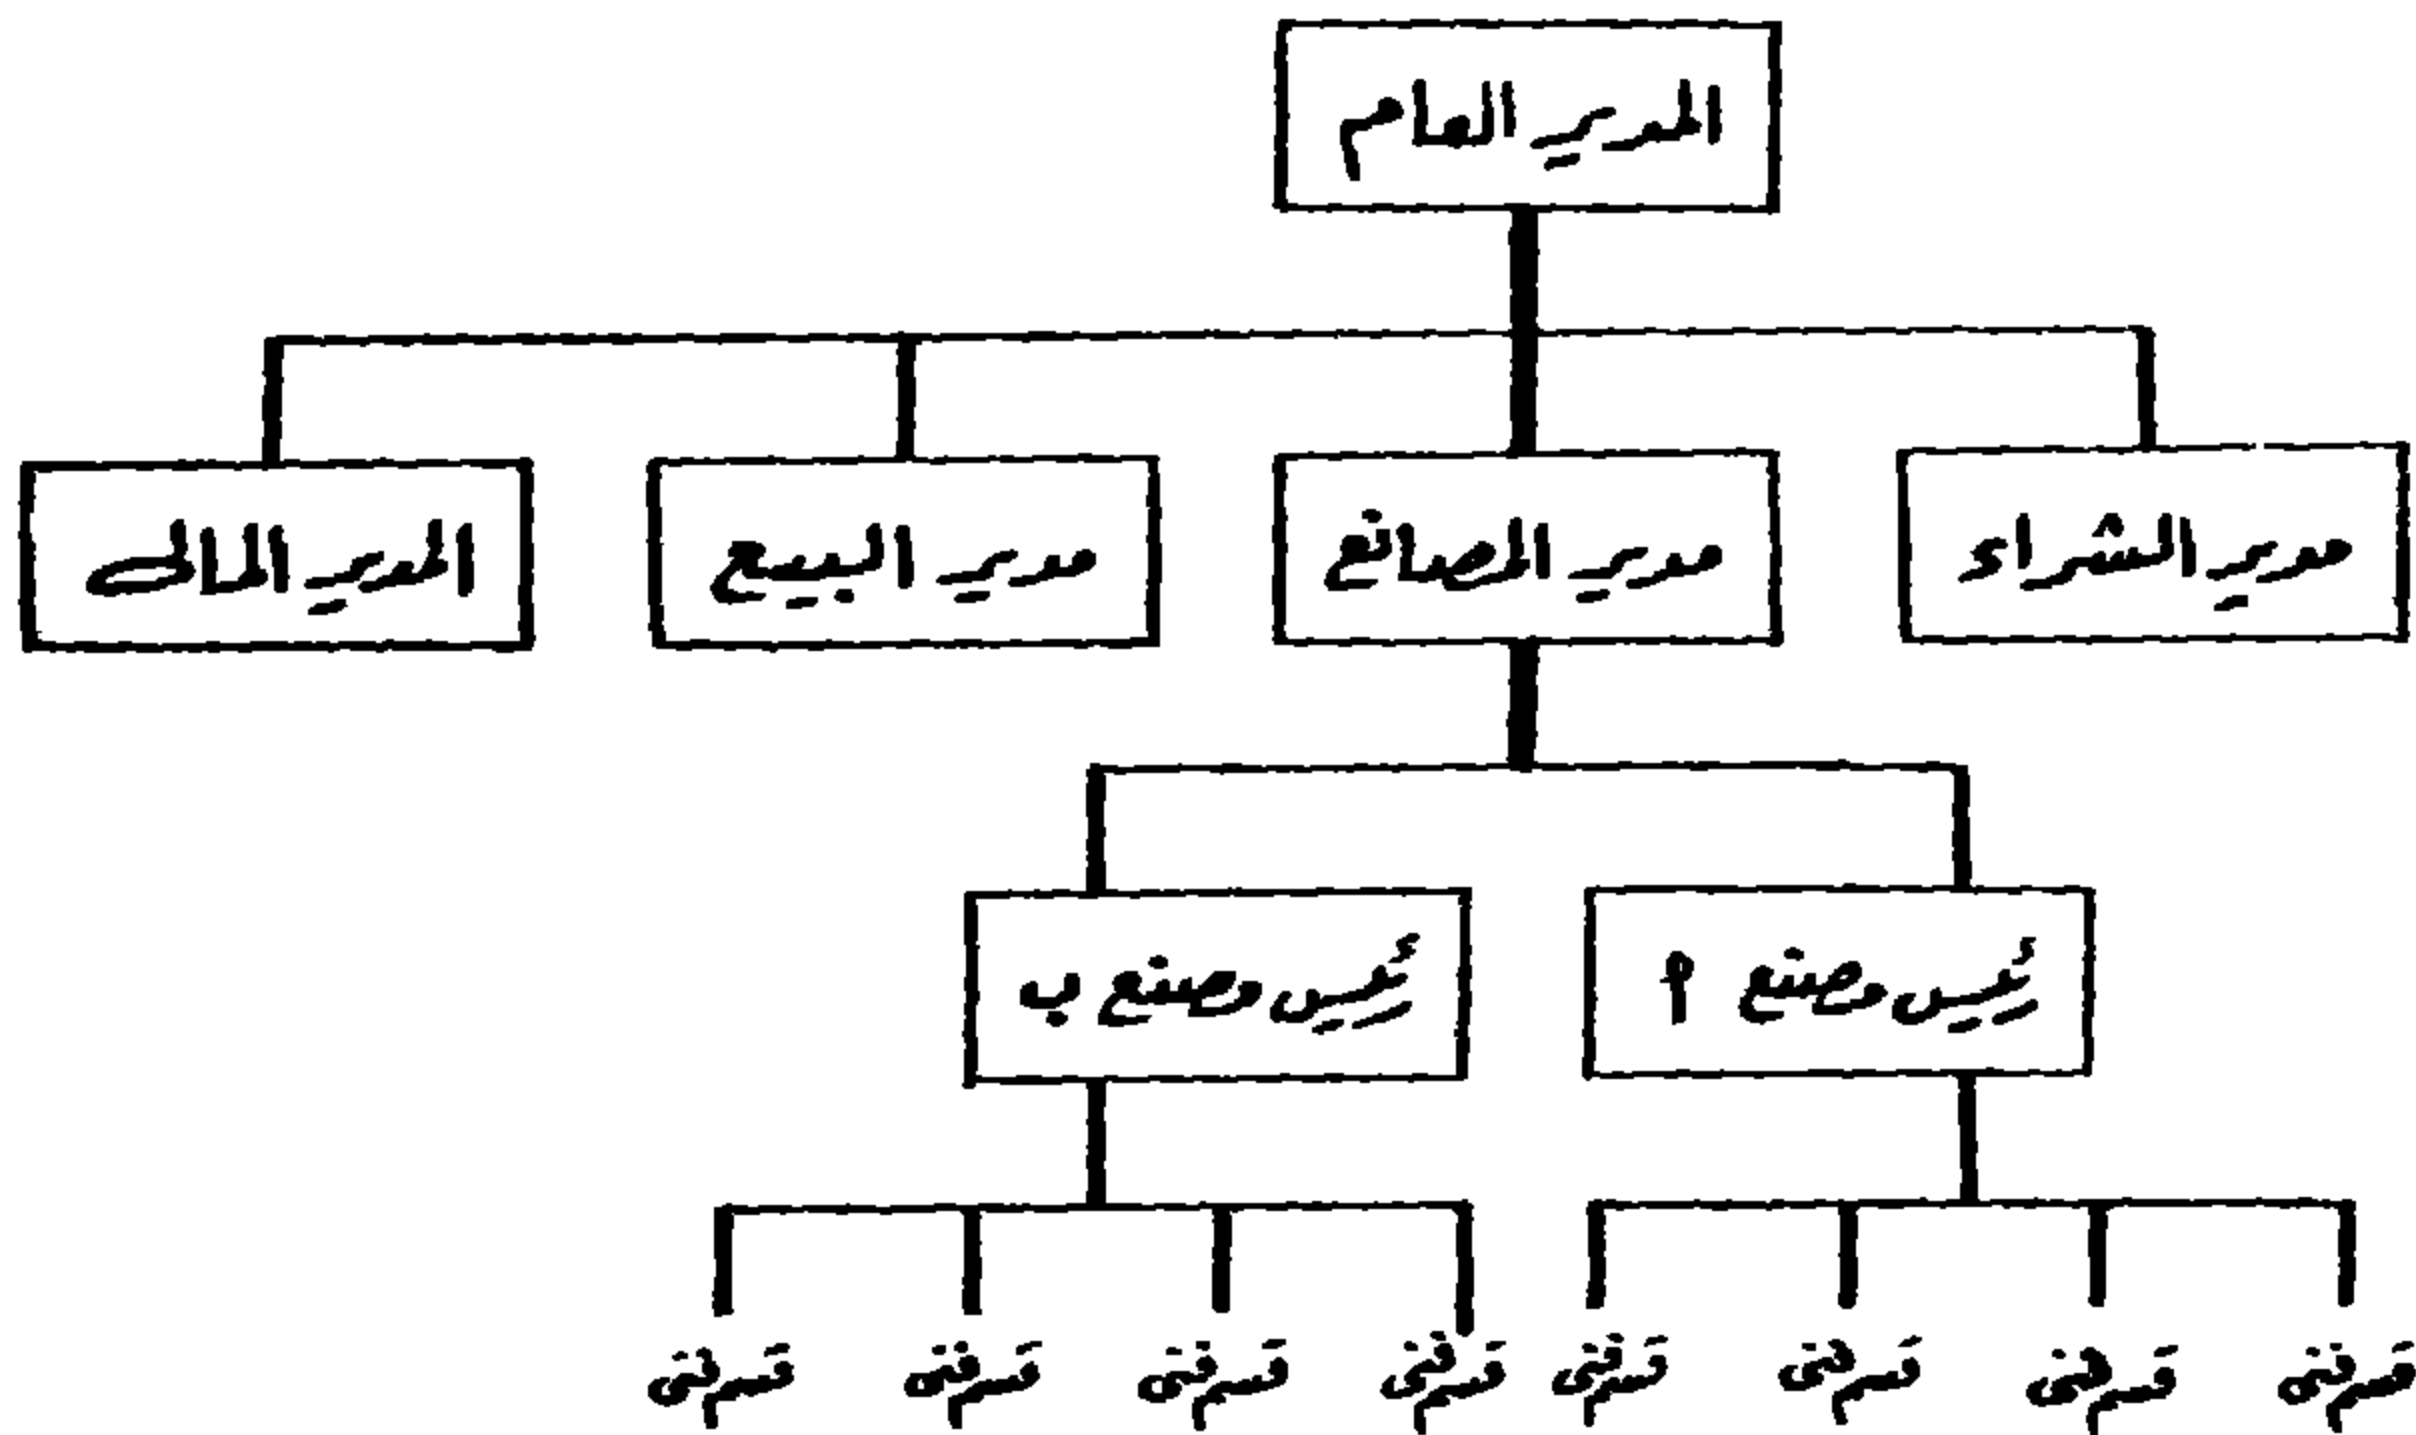 المدير العام
مدير الشراء
مدير المصانع
مدير البيع
المدير المالى
رئيس مصنع أ
رئيس مصنع ب
قسم فنى
قسم فنى
قسم فنى
قسم فنى
قسم فنى
قسم فنى
قسم فنى
قسم فنى